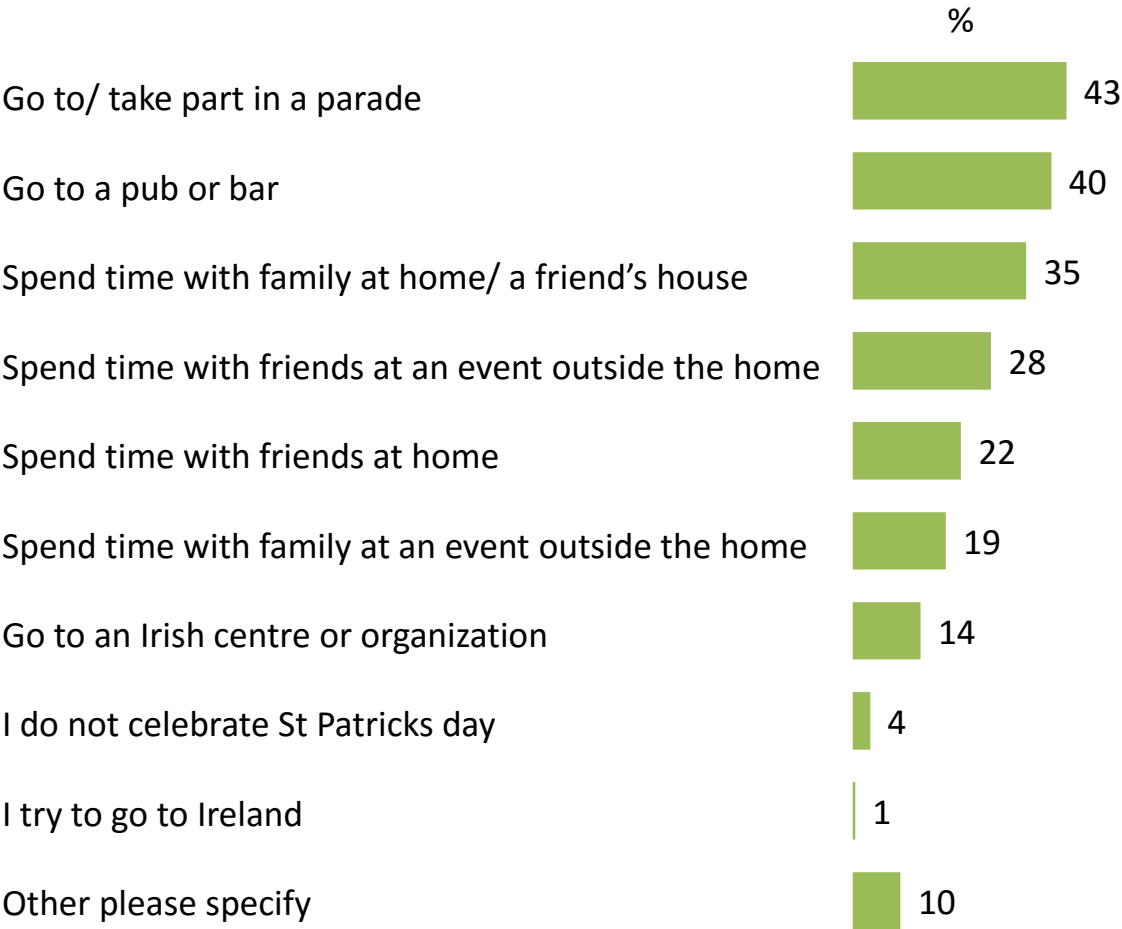 %
Go to/ take part in a parade 43
Go to a pub or bar 40
Spend time with family at home/ a friend’s house 35
Spend time with friends at an event outside the home 28
Spend time with friends at home 22
Spend time with family at an event outside the home 19
Go to an Irish centre or organization 14
I do not celebrate St Patricks day 4
I try to go to Ireland 1
Other please specify 10